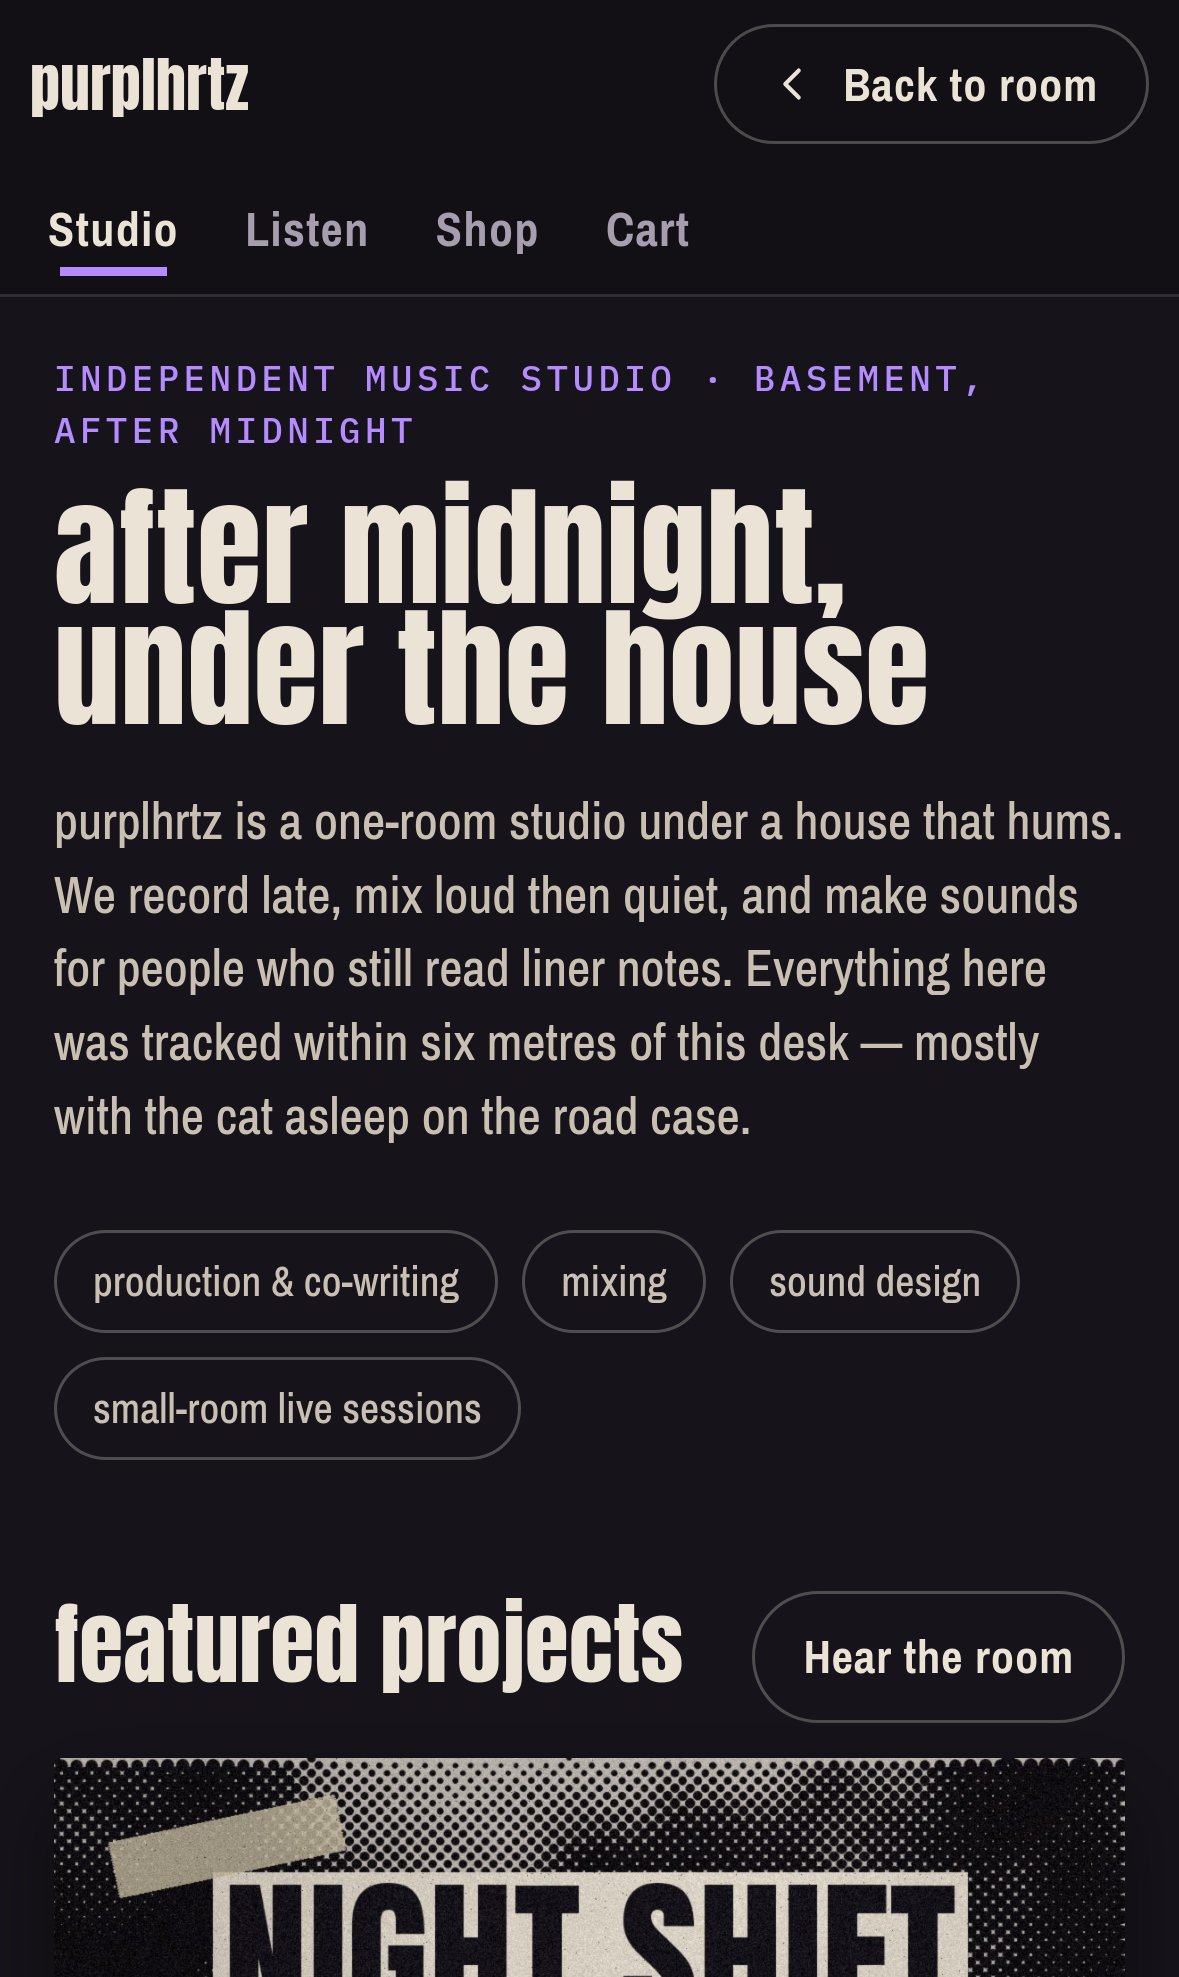 purplhrtz
Back to room
Studio
Listen
Shop
Cart
INDEPENDENT MUSIC STUDIO · BASEMENT,
AFTER MIDNIGHT
after midnight,
under the house
purplhrtz is a one-room studio under a house that hums.
We record late, mix loud then quiet, and make sounds
for people who still read liner notes. Everything here
was tracked within six metres of this desk — mostly
with the cat asleep on the road case.
production & co-writing
mixing
sound design
small-room live sessions
featured projects
Hear the room
NIGHT SHIFT